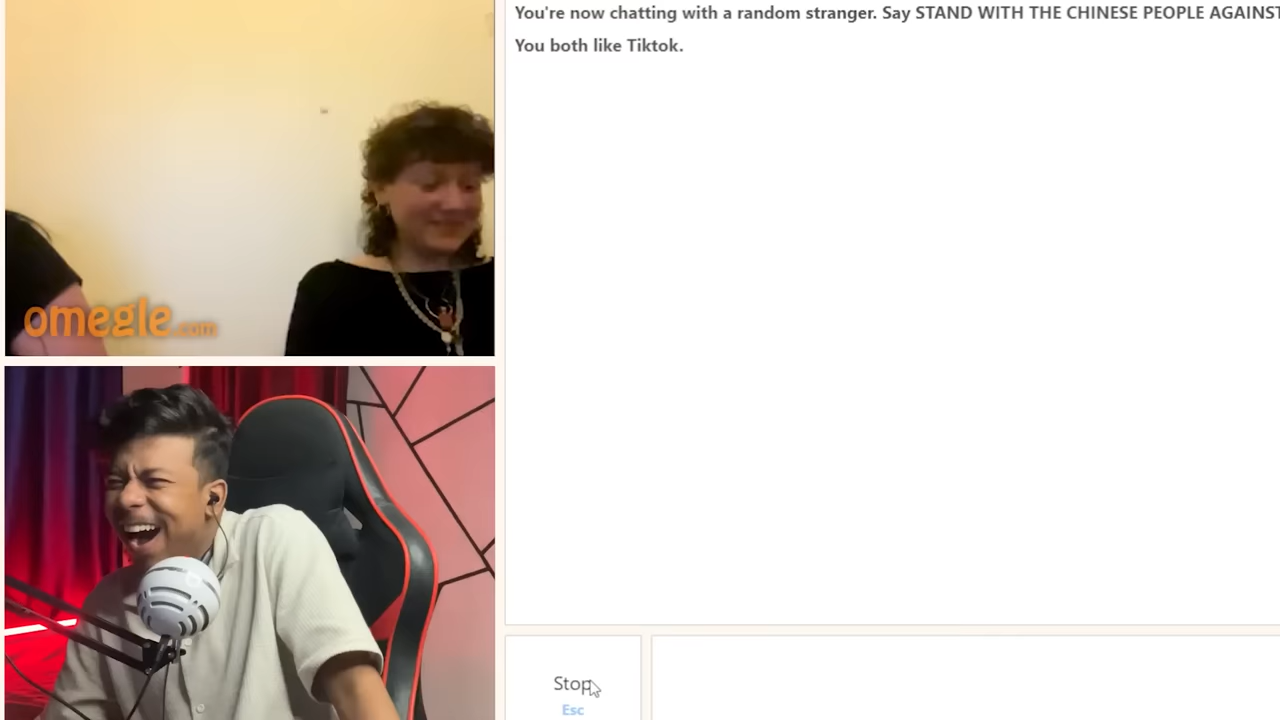 You're now chatting with a random stranger. Say STAND WITH THE CHINESE PEOPLE AGAINST
You both like Tiktok.
omegle.com
Stop
Esc